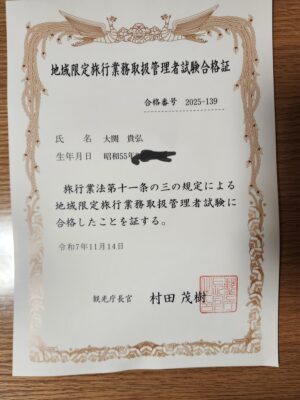 地域限定旅行業務取扱管理者試験合格証
合格番号 2025-139
氏 名 大関 貴弘
生年月日 昭和55年
旅行業法第十一条の三の規定による
地域限定旅行業務取扱管理者試験に
合格したことを証する。
令和7年11月14日
観光庁長官 村田 茂樹